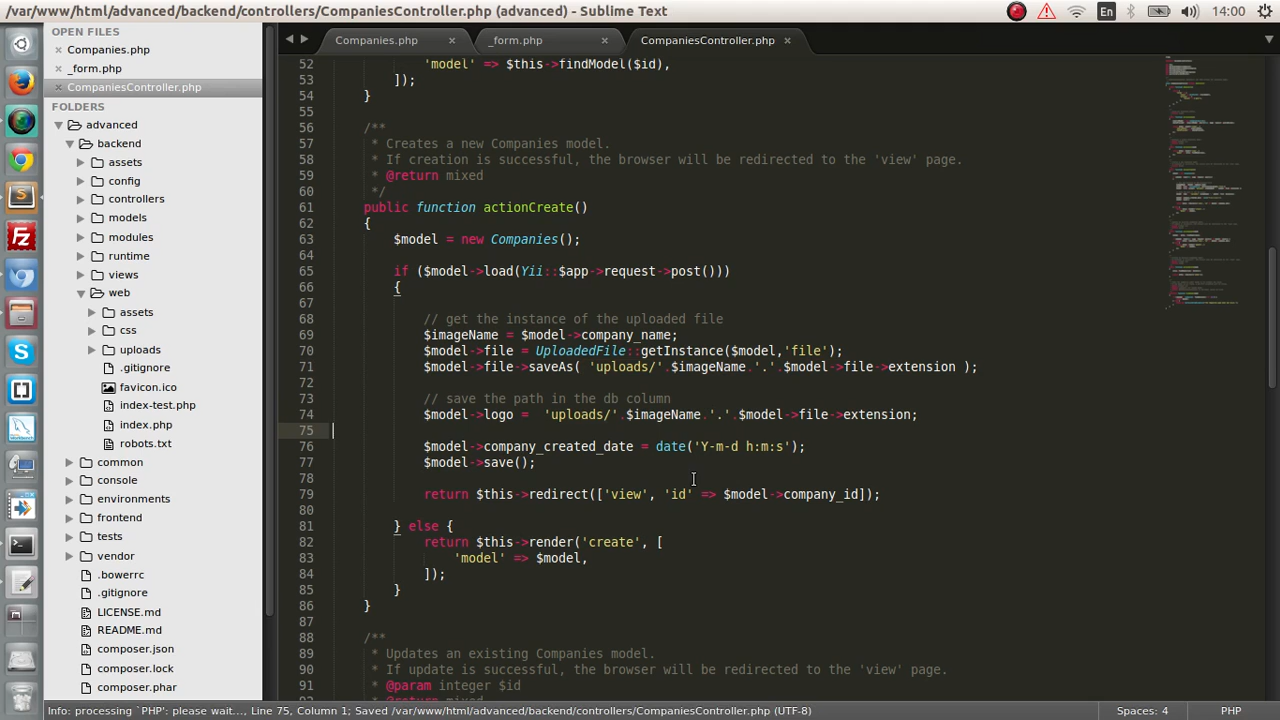 /var/www/html/advanced/backend/controllers/CompaniesController.php (advanced) - Sublime Text
En
14:00
OPEN FILES
Companies.php
_form.php
CompaniesController.php
FOLDERS
advanced
backend
assets
config
controllers
models
modules
runtime
views
web
assets
css
uploads
.gitignore
favicon.ico
index-test.php
index.php
robots.txt
common
console
environments
frontend
tests
vendor
.bowerrc
.gitignore
LICENSE.md
README.md
composer.json
composer.lock
composer.phar
Companies.php
_form.php
CompaniesController.php
52 'model' => $this->findModel($id),
53 ]);
54 }
55
56 /**
57 * Creates a new Companies model.
58 * If creation is successful, the browser will be redirected to the 'view' page.
59 * @return mixed
60 */
61 public function actionCreate()
62 {
63 $model = new Companies();
64
65 if ($model->load(Yii::$app->request->post()))
66 {
67
68 // get the instance of the uploaded file
69 $imageName = $model->company_name;
70 $model->file = UploadedFile::getInstance($model,'file');
71 $model->file->saveAs( 'uploads/'.$imageName.'.'.$model->file->extension );
72
73 // save the path in the db column
74 $model->logo =  'uploads/'.$imageName.'.'.$model->file->extension;
75
76 $model->company_created_date = date('Y-m-d h:m:s');
77 $model->save();
78
79 return $this->redirect(['view', 'id' => $model->company_id]);
80
81 } else {
82 return $this->render('create', [
83 'model' => $model,
84 ]);
85 }
86 }
87
88 /**
89 * Updates an existing Companies model.
90 * If update is successful, the browser will be redirected to the 'view' page.
91 * @param integer $id
92 * @return mixed
Info: processing `PHP': please wait..., Line 75, Column 1; Saved /var/www/html/advanced/backend/controllers/CompaniesController.php (UTF-8)
Spaces: 4
PHP